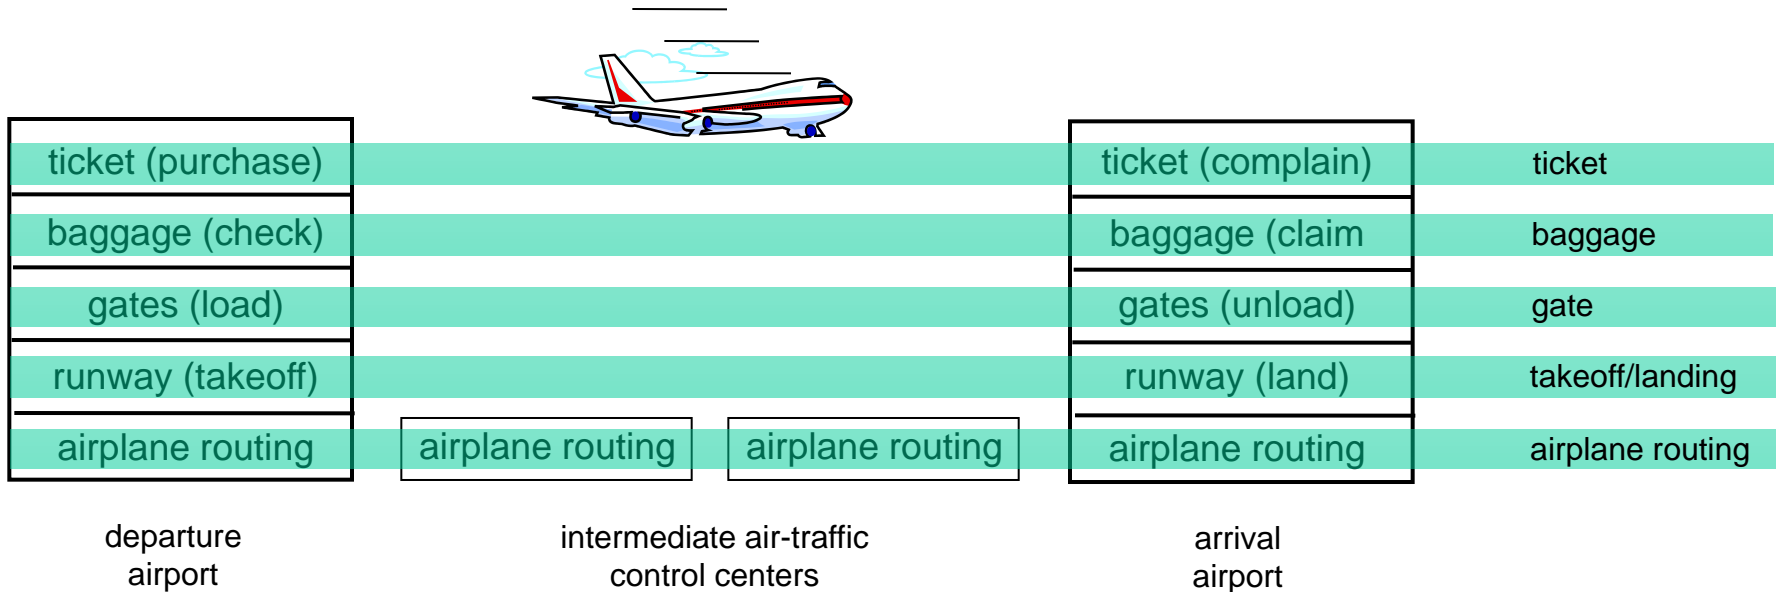 ticket (purchase) ticket (complain) ticket
baggage (check) baggage (claim baggage
gates (load) gates (unload) gate
runway (takeoff) runway (land) takeoff/landing
airplane routing airplane routing airplane routing airplane routing airplane routing
departure intermediate air-traffic arrival
airport control centers airport